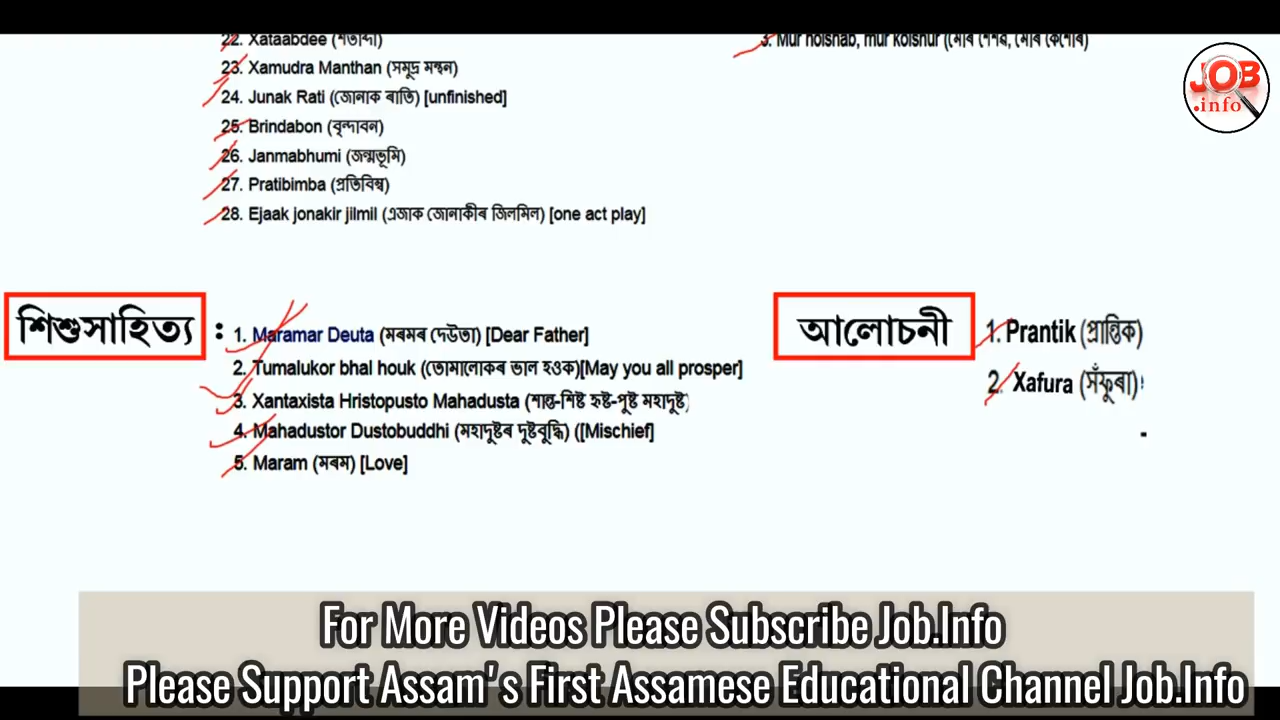 22. Xataabdee (শতাব্দী)
23. Xamudra Manthan (সমুদ্ৰ মন্থন)
24. Junak Rati (জোনাক ৰাতি) [unfinished]
25. Brindabon (বৃন্দাবন)
26. Janmabhumi (জন্মভূমি)
27. Pratibimba (প্ৰতিবিম্ব)
28. Ejaak jonakir jilmil (এজাক জোনাকীৰ জিলমিল) [one act play]
3. Mur hoishab, mur koishur ((মোৰ শৈশৱ, মোৰ কৈশোৰ)
JOB
.info
শিশুসাহিত্য :
1. Maramar Deuta (মৰমৰ দেউতা) [Dear Father]
2. Tumalukor bhal houk (তোমালোকৰ ভাল হওক)[May you all prosper]
3. Xantaxista Hristopusto Mahadusta (শান্ত-শিষ্ট হৃষ্ট-পুষ্ট মহাদুষ্ট)
4. Mahadustor Dustobuddhi (মহাদুষ্টৰ দুষ্টবুদ্ধি) ([Mischief]
5. Maram (মৰম) [Love]
আলোচনী
1. Prantik (প্ৰান্তিক)
2. Xafura (সঁফুৰা)
For More Videos Please Subscribe Job.Info
Please Support Assam's First Assamese Educational Channel Job.Info